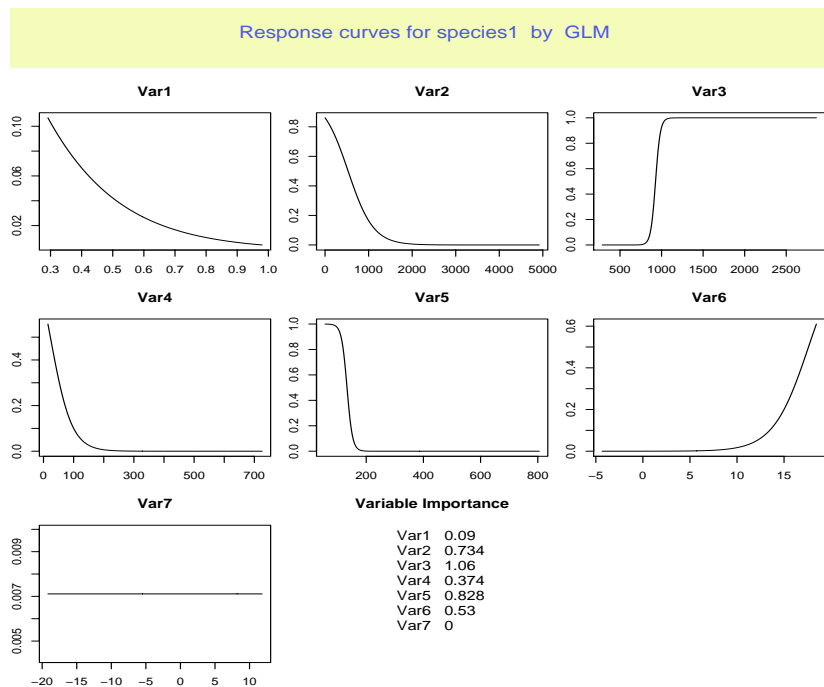 Response curves for species1 by GLM
Var1
0.02 0.06 0.10
0.3 0.4 0.5 0.6 0.7 0.8 0.9 1.0
Var2
0.0 0.2 0.4 0.6 0.8
0 1000 2000 3000 4000 5000
Var3
0.0 0.2 0.4 0.6 0.8 1.0
500 1000 1500 2000 2500
Var4
0.0 0.2 0.4
0 100 300 500 700
Var5
0.0 0.2 0.4 0.6 0.8 1.0
200 400 600 800
Var6
0.0 0.2 0.4 0.6
−5 0 5 10 15
Var7
0.005 0.007 0.009
−20 −15 −10 −5 0 5 10
Variable Importance
Var1 0.09
Var2 0.734
Var3 1.06
Var4 0.374
Var5 0.828
Var6 0.53
Var7 0